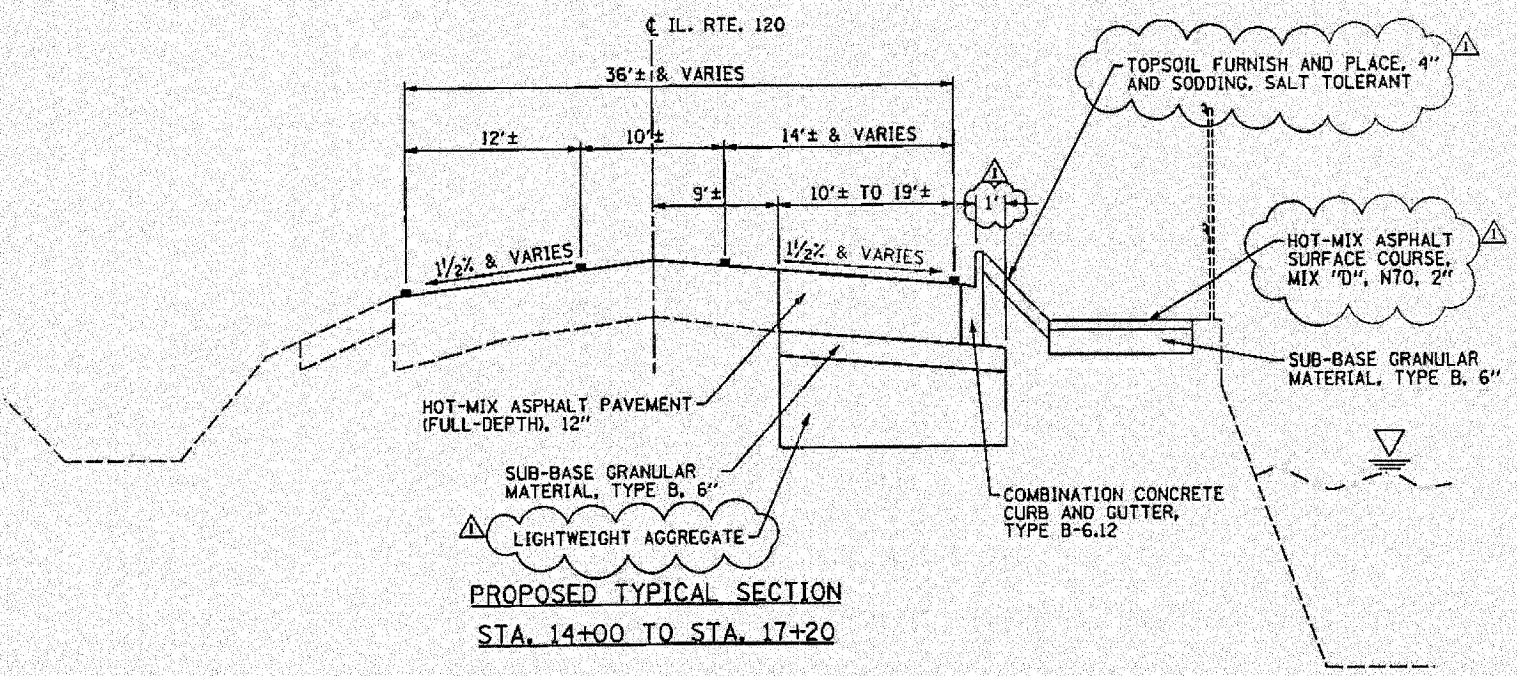 ℄ IL. RTE. 120
36'± & VARIES
12'±
10'±
14'± & VARIES
9'±
10'± TO 19'±
1'
1
1½% & VARIES
1½% & VARIES
TOPSOIL FURNISH AND PLACE, 4"
AND SODDING, SALT TOLERANT
1
HOT-MIX ASPHALT
SURFACE COURSE,
MIX "D", N70, 2"
1
SUB-BASE GRANULAR
MATERIAL, TYPE B, 6"
HOT-MIX ASPHALT PAVEMENT
(FULL-DEPTH), 12"
SUB-BASE GRANULAR
MATERIAL, TYPE B, 6"
1
LIGHTWEIGHT AGGREGATE
COMBINATION CONCRETE
CURB AND GUTTER,
TYPE B-6.12
PROPOSED TYPICAL SECTION
STA. 14+00 TO STA. 17+20